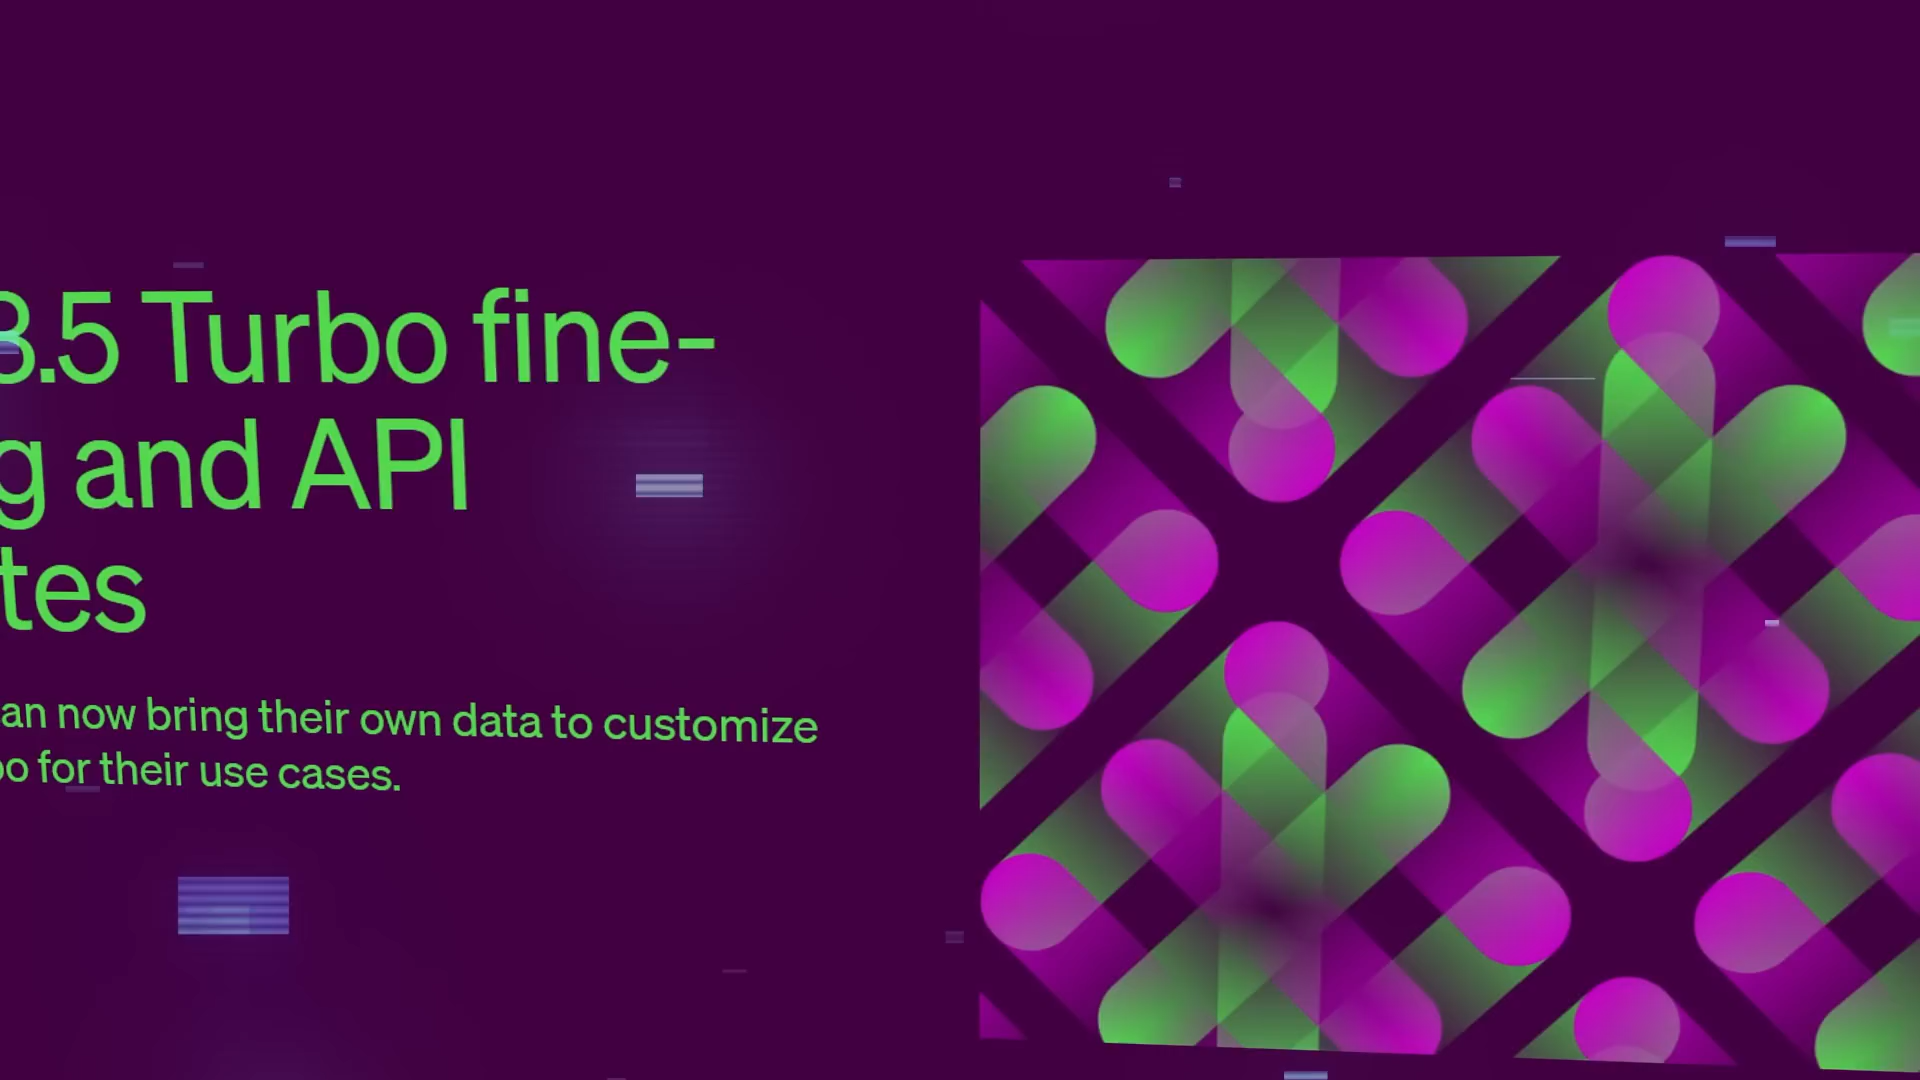 3.5 Turbo fine-
g and API
tes
an now bring their own data to customize
bo for their use cases.